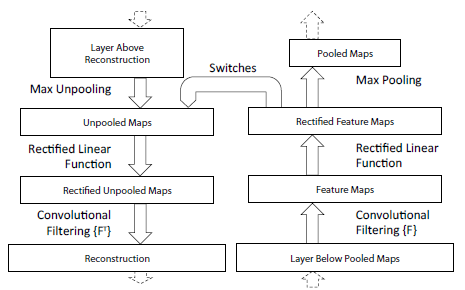 Layer Above
Reconstruction
Max Unpooling
Unpooled Maps
Rectified Linear
Function
Rectified Unpooled Maps
Convolutional
Filtering {Fᵀ}
Reconstruction
Switches
Pooled Maps
Max Pooling
Rectified Feature Maps
Rectified Linear
Function
Feature Maps
Convolutional
Filtering {F}
Layer Below Pooled Maps